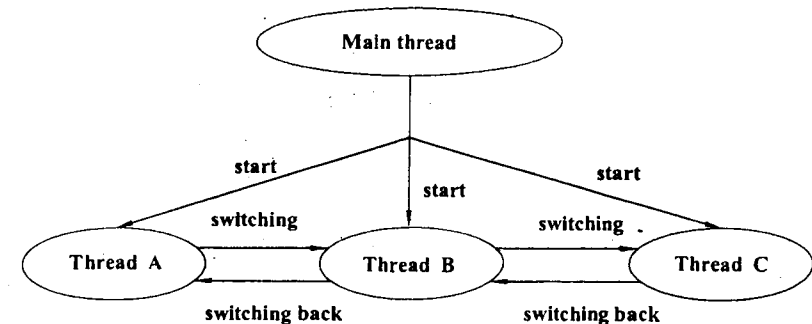 Main thread
start
start
start
switching
switching
Thread A
Thread B
Thread C
switching back
switching back